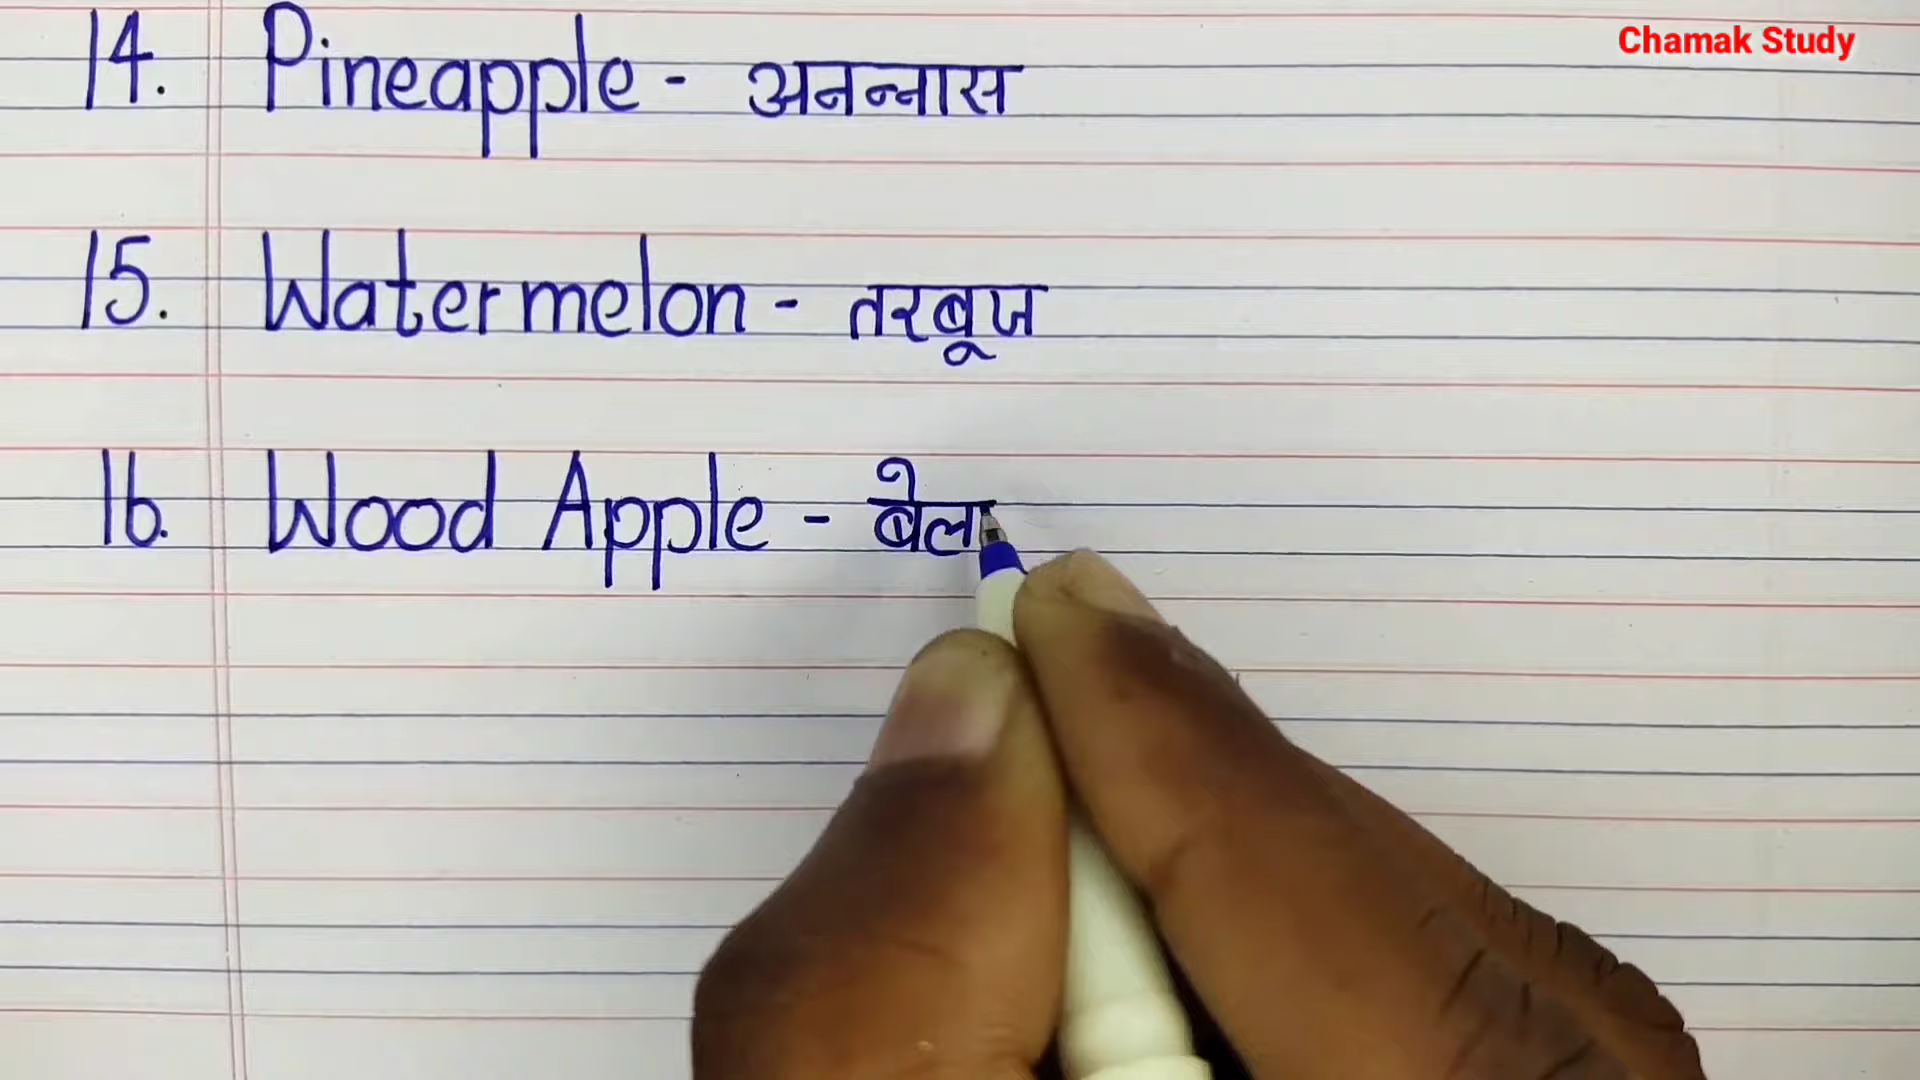 Chamak Study
14. Pineapple - अनन्नास
15. Watermelon - तरबूज
16. Wood Apple - बेल